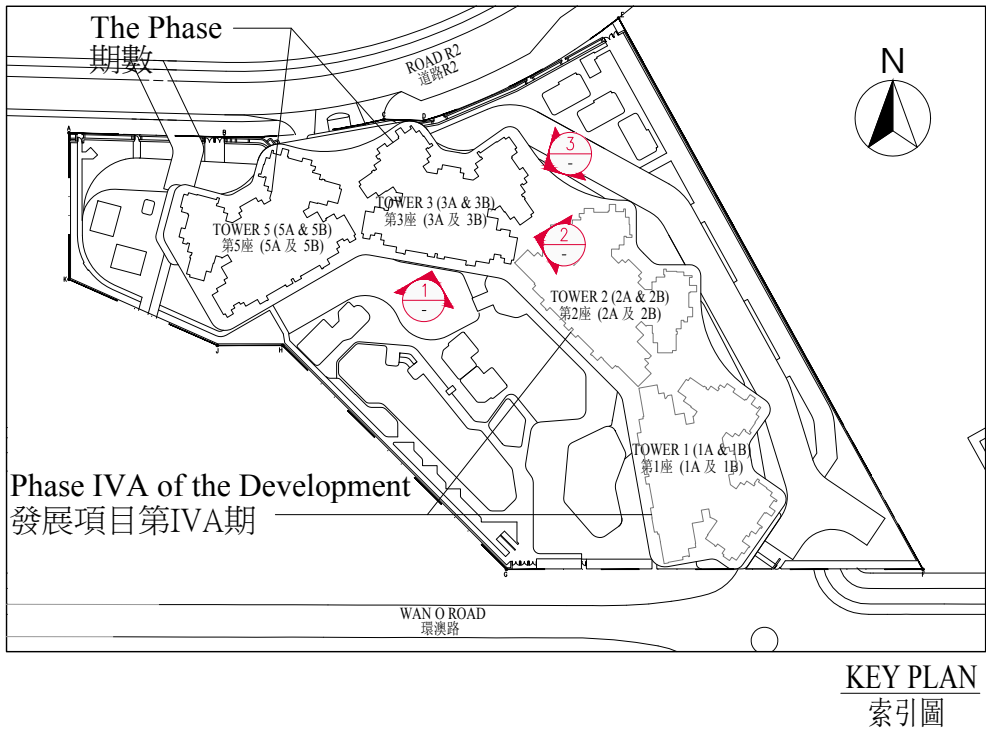 The Phase
期數
ROAD R2
道路R2
N
3
-
TOWER 3 (3A & 3B)
第3座 (3A 及 3B)
TOWER 5 (5A & 5B)
第5座 (5A 及 5B)
2
-
1
-
TOWER 2 (2A & 2B)
第2座 (2A 及 2B)
TOWER 1 (1A & 1B)
第1座 (1A 及 1B)
Phase IVA of the Development
發展項目第IVA期
A
B
K
J
H
G
F
WAN O ROAD
環澳路
KEY PLAN
索引圖